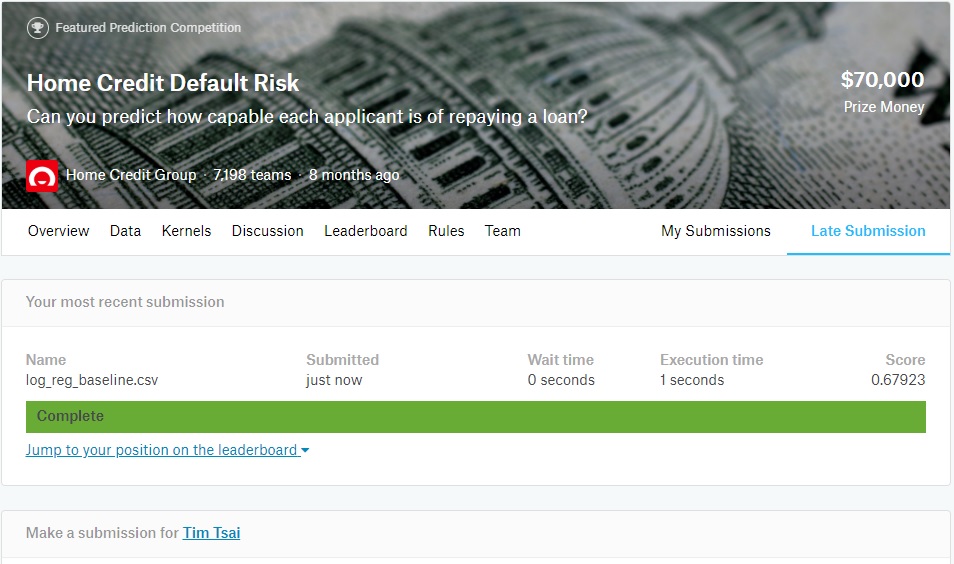 Featured Prediction Competition
Home Credit Default Risk
$70,000
Can you predict how capable each applicant is of repaying a loan?
Prize Money
Home Credit Group · 7,198 teams · 8 months ago
Overview Data Kernels Discussion Leaderboard Rules Team My Submissions Late Submission
Your most recent submission
Name Submitted Wait time Execution time Score
log_reg_baseline.csv just now 0 seconds 1 seconds 0.67923
Complete
Jump to your position on the leaderboard
Make a submission for Tim Tsai